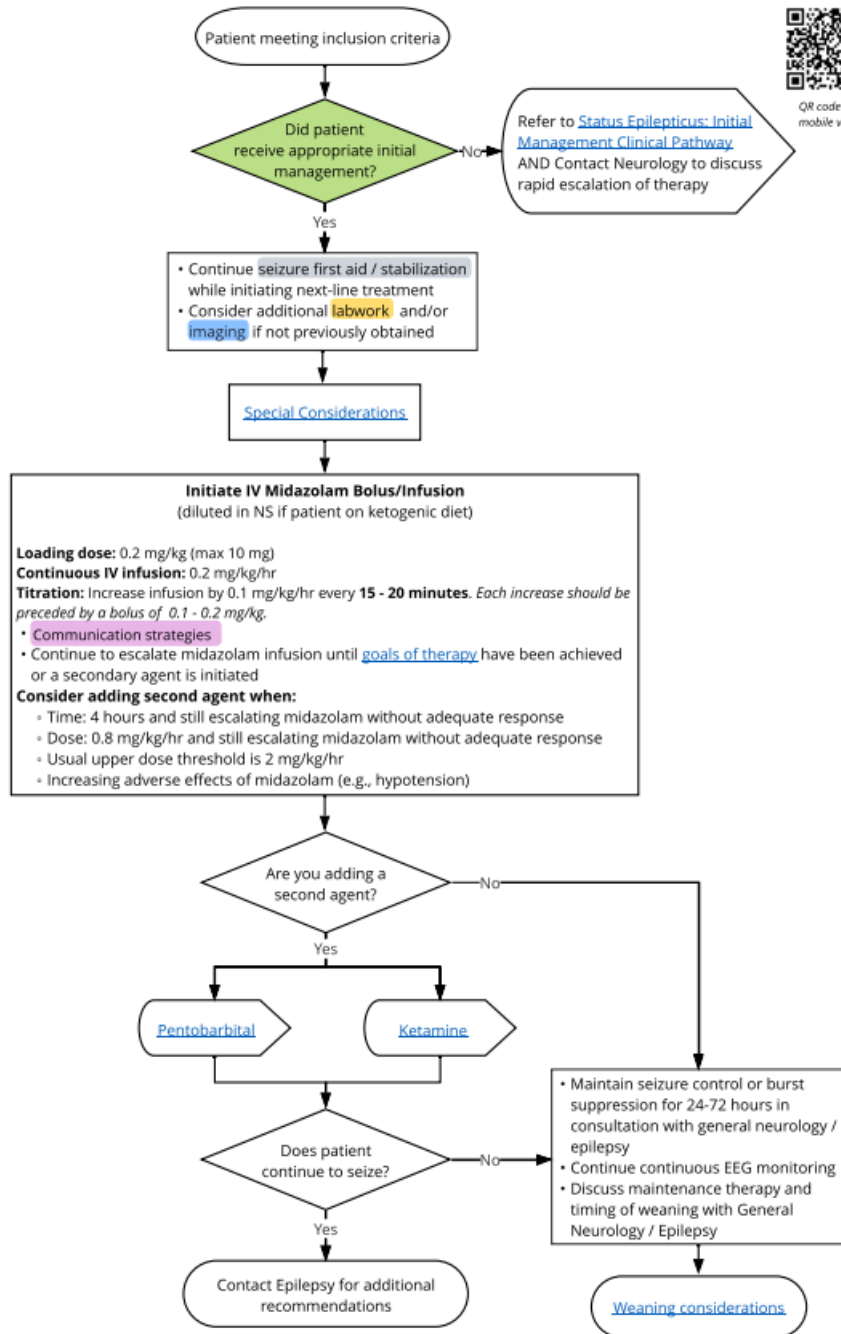 Patient meeting inclusion criteria
QR code
mobile v
Did patient
receive appropriate initial
management?
No
Refer to Status Epilepticus: Initial
Management Clinical Pathway
AND Contact Neurology to discuss
rapid escalation of therapy
Yes
• Continue seizure first aid / stabilization
while initiating next-line treatment
• Consider additional labwork and/or
imaging if not previously obtained
Special Considerations
Initiate IV Midazolam Bolus/Infusion
(diluted in NS if patient on ketogenic diet)
Loading dose: 0.2 mg/kg (max 10 mg)
Continuous IV infusion: 0.2 mg/kg/hr
Titration: Increase infusion by 0.1 mg/kg/hr every 15 - 20 minutes. Each increase should be
preceded by a bolus of 0.1 - 0.2 mg/kg.
• Communication strategies
• Continue to escalate midazolam infusion until goals of therapy have been achieved
or a secondary agent is initiated
Consider adding second agent when:
◦ Time: 4 hours and still escalating midazolam without adequate response
◦ Dose: 0.8 mg/kg/hr and still escalating midazolam without adequate response
◦ Usual upper dose threshold is 2 mg/kg/hr
◦ Increasing adverse effects of midazolam (e.g., hypotension)
Are you adding a
second agent?
No
Yes
Pentobarbital
Ketamine
Does patient
continue to seize?
No
• Maintain seizure control or burst
suppression for 24-72 hours in
consultation with general neurology /
epilepsy
• Continue continuous EEG monitoring
• Discuss maintenance therapy and
timing of weaning with General
Neurology / Epilepsy
Yes
Contact Epilepsy for additional
recommendations
Weaning considerations